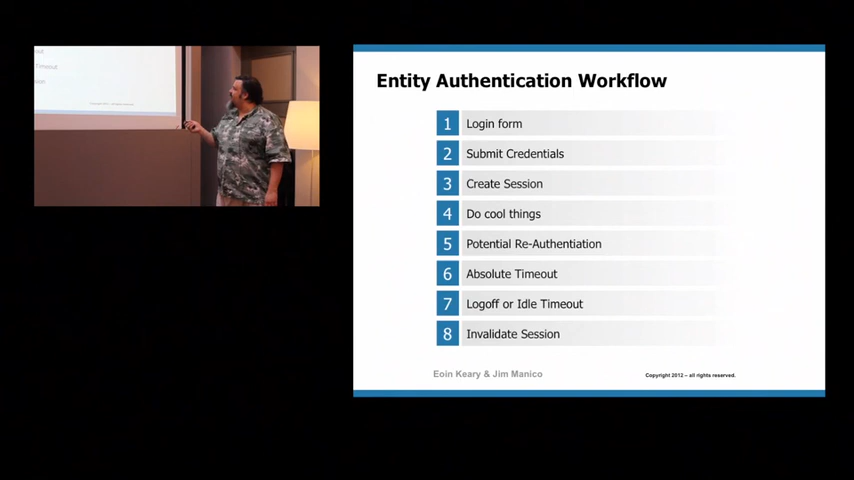 Entity Authentication Workflow
1 Login form
2 Submit Credentials
3 Create Session
4 Do cool things
5 Potential Re-Authentiation
6 Absolute Timeout
7 Logoff or Idle Timeout
8 Invalidate Session
Eoin Keary & Jim Manico
Copyright 2012 – all rights reserved.
Timeout